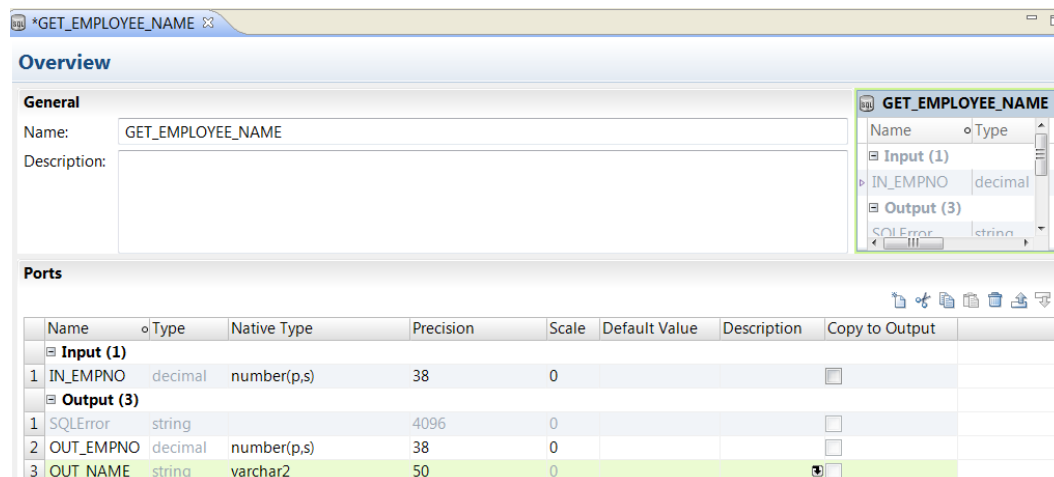 *GET_EMPLOYEE_NAME
Overview
General
Name: GET_EMPLOYEE_NAME
Description:
GET_EMPLOYEE_NAME
Name Type
Input (1)
IN_EMPNO decimal
Output (3)
SQLError string
Ports
Name Type Native Type Precision Scale Default Value Description Copy to Output
Input (1)
1 IN_EMPNO decimal number(p,s) 38 0
Output (3)
1 SQLError string 4096 0
2 OUT_EMPNO decimal number(p,s) 38 0
3 OUT_NAME string varchar2 50 0